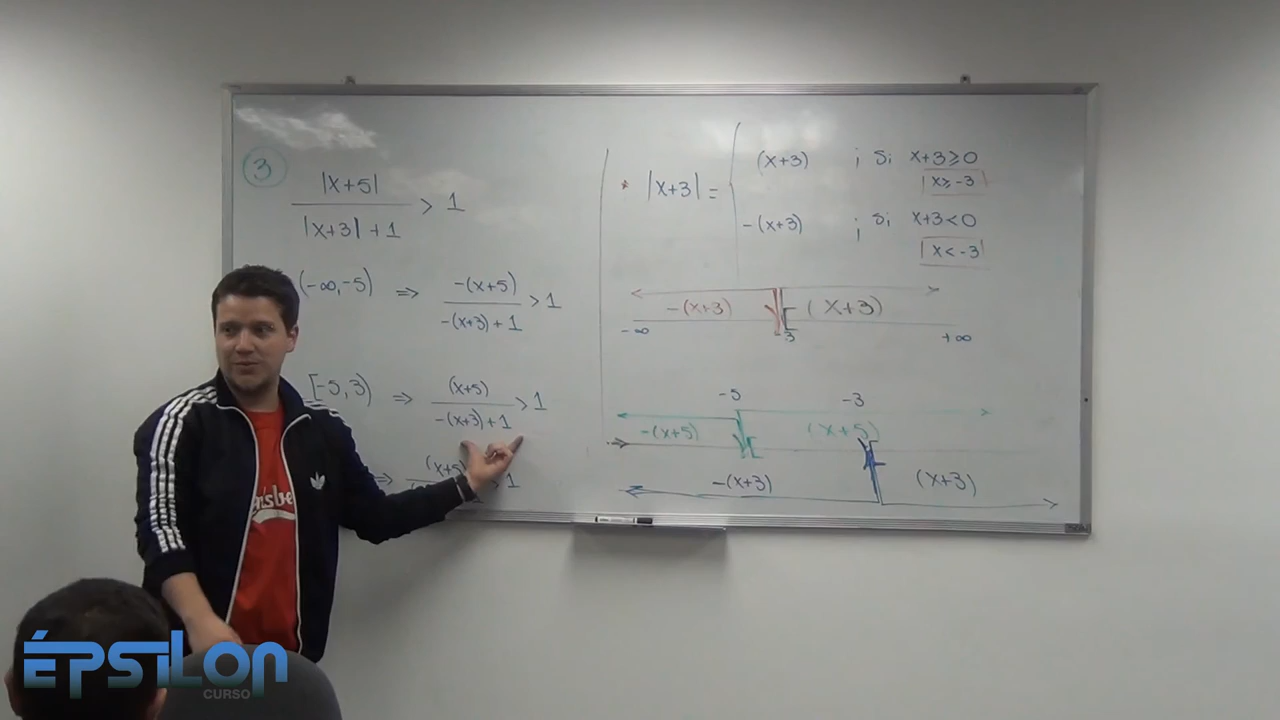 3
|x+5|
|x+3| + 1
> 1
(-∞, -5) ⇒ -(x+5)
-(x+3) + 1
> 1
[-5, 3) ⇒ (x+5)
-(x+3) + 1
> 1
⇒ (x+5)
> 1
* |x+3| =
(x+3) ; si x+3 ≥ 0
x ≥ -3
-(x+3) ; si x+3 < 0
x < -3
-(x+3) (x+3)
-∞ 3 +∞
-5 -3
-(x+5) (x+5)
-(x+3) (x+3)
ÉPSILON
CURSO